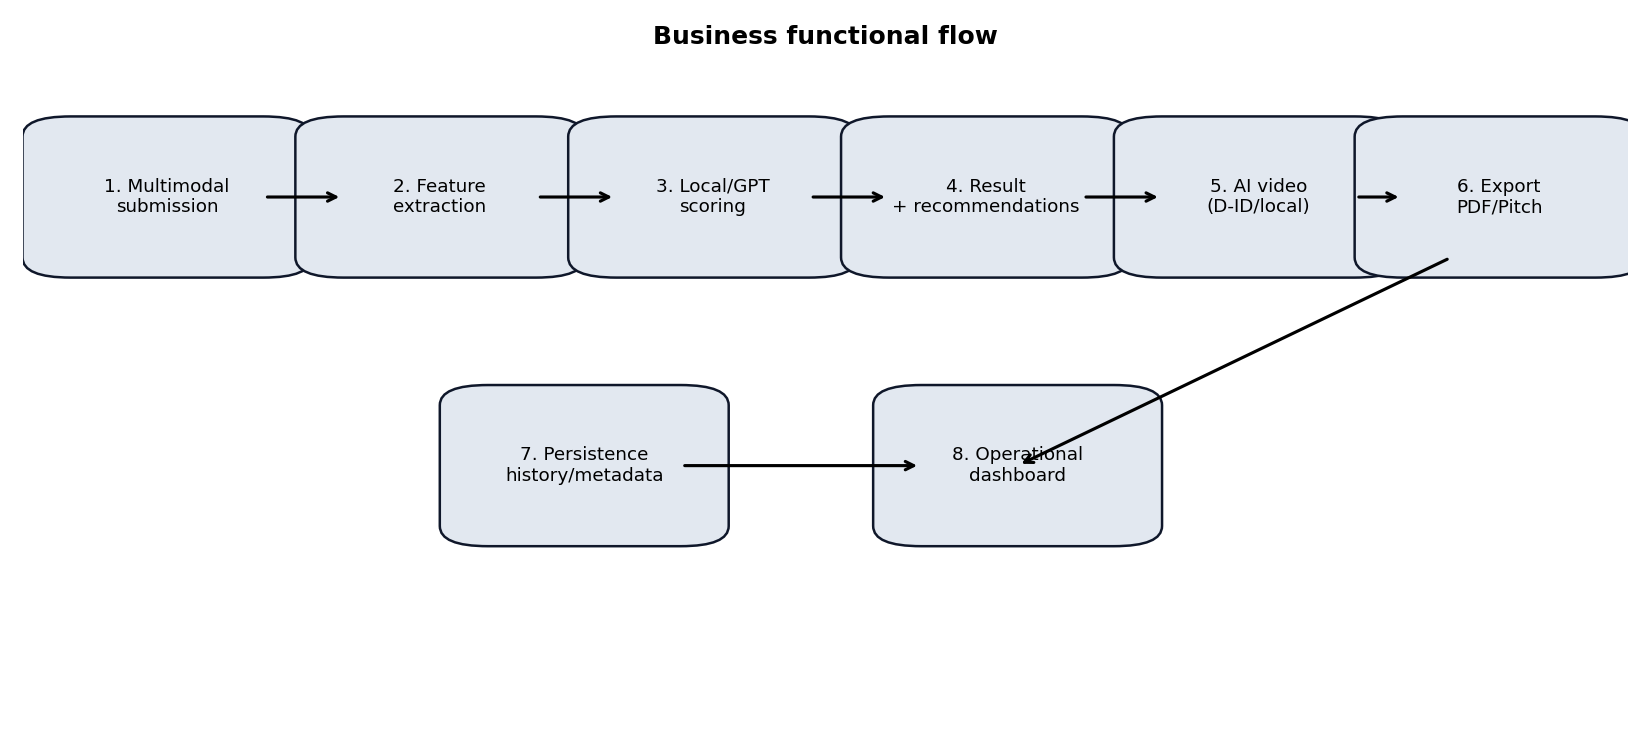 Business functional flow
1. Multimodal
submission
2. Feature
extraction
3. Local/GPT
scoring
4. Result
+ recommendations
5. AI video
(D-ID/local)
6. Export
PDF/Pitch
7. Persistence
history/metadata
8. Operational
dashboard